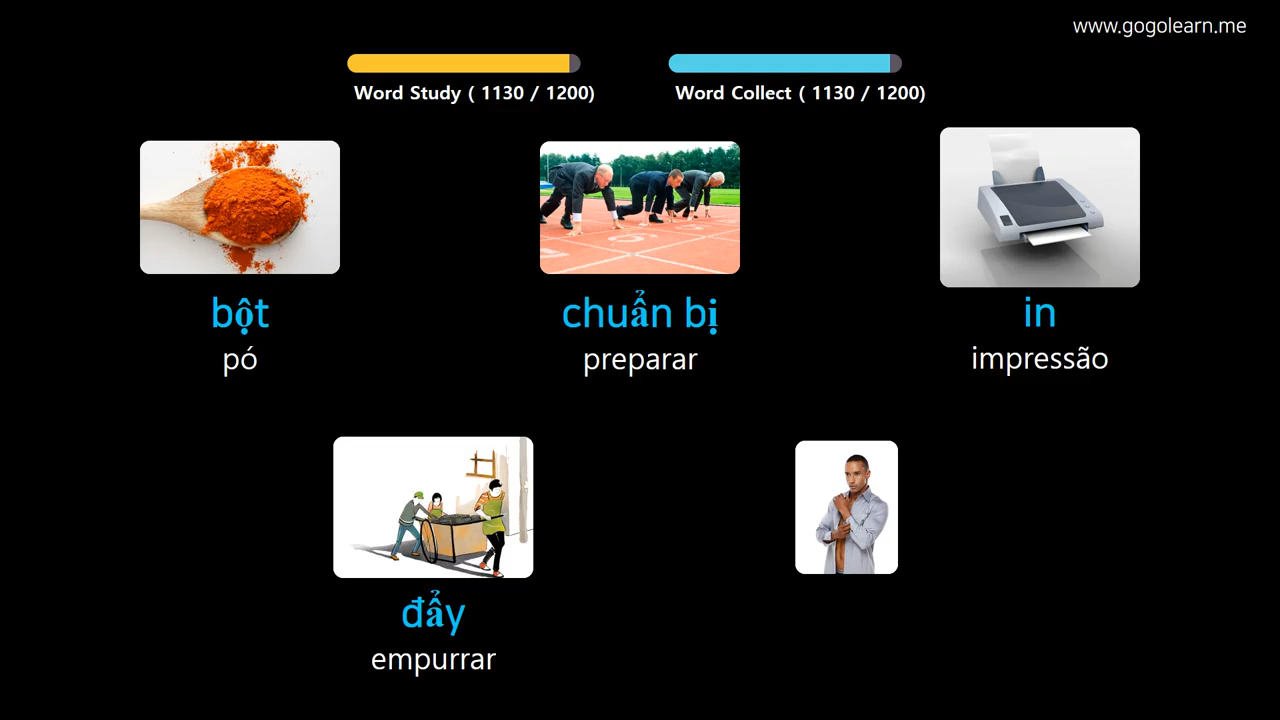 www.gogolearn.me
Word Study ( 1130 / 1200)
Word Collect ( 1130 / 1200)
bột
pó
chuẩn bị
preparar
in
impressão
đẩy
empurrar